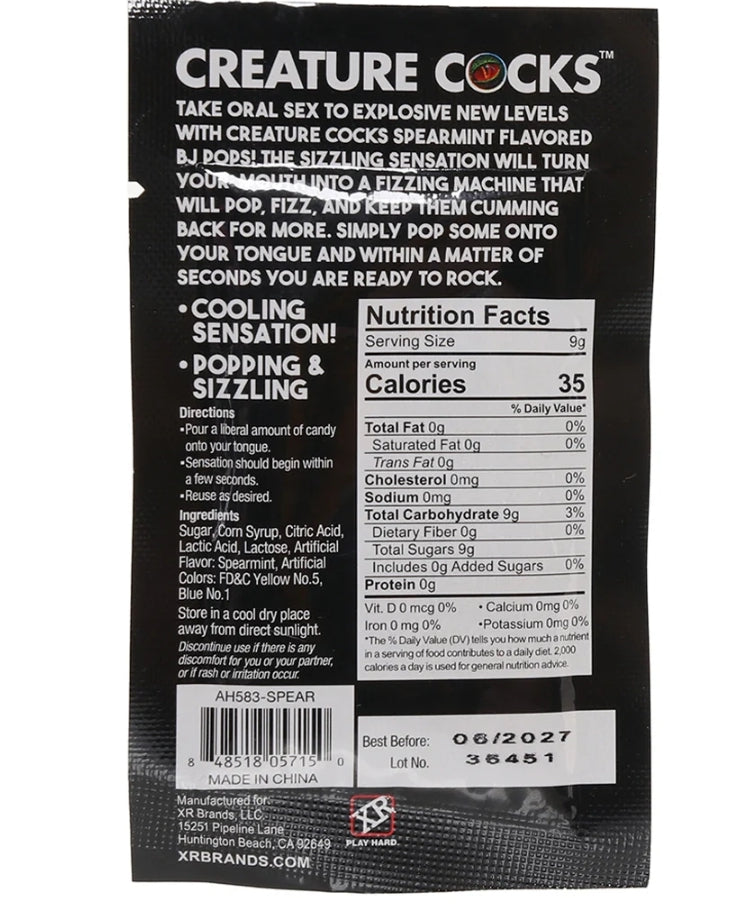 CREATURE COCKS™
TAKE ORAL SEX TO EXPLOSIVE NEW LEVELS
WITH CREATURE COCKS SPEARMINT FLAVORED
BJ POPS! THE SIZZLING SENSATION WILL TURN
YOUR MOUTH INTO A FIZZING MACHINE THAT
WILL POP, FIZZ, AND KEEP THEM CUMMING
BACK FOR MORE. SIMPLY POP SOME ONTO
YOUR TONGUE AND WITHIN A MATTER OF
SECONDS YOU ARE READY TO ROCK.
• COOLING
SENSATION!
• POPPING &
SIZZLING
Directions
▪Pour a liberal amount of candy
onto your tongue.
▪Sensation should begin within
a few seconds.
▪Reuse as desired.
Ingredients
Sugar, Corn Syrup, Citric Acid,
Lactic Acid, Lactose, Artificial
Flavor: Spearmint, Artificial
Colors: FD&C Yellow No.5,
Blue No.1
Store in a cool dry place
away from direct sunlight.
Discontinue use if there is any
discomfort for you or your partner,
or if rash or irritation occur.
Nutrition Facts
Serving Size 9g
Amount per serving
Calories 35
% Daily Value*
Total Fat 0g 0%
Saturated Fat 0g 0%
Trans Fat 0g
Cholesterol 0mg 0%
Sodium 0mg 0%
Total Carbohydrate 9g 3%
Dietary Fiber 0g 0%
Total Sugars 9g
Includes 0g Added Sugars 0%
Protein 0g
Vit. D 0 mcg 0% • Calcium 0mg 0%
Iron 0 mg 0% •Potassium 0mg 0%
*The % Daily Value (DV) tells you how much a nutrient
in a serving of food contributes to a daily diet. 2,000
calories a day is used for general nutrition advice.
AH583-SPEAR
8 48518 05715 0
MADE IN CHINA
Best Before: 06/2027
Lot No. 36451
Manufactured for:
XR Brands, LLC.
15251 Pipeline Lane
Huntington Beach, CA 92649
XRBRANDS.COM
XR
PLAY HARD.